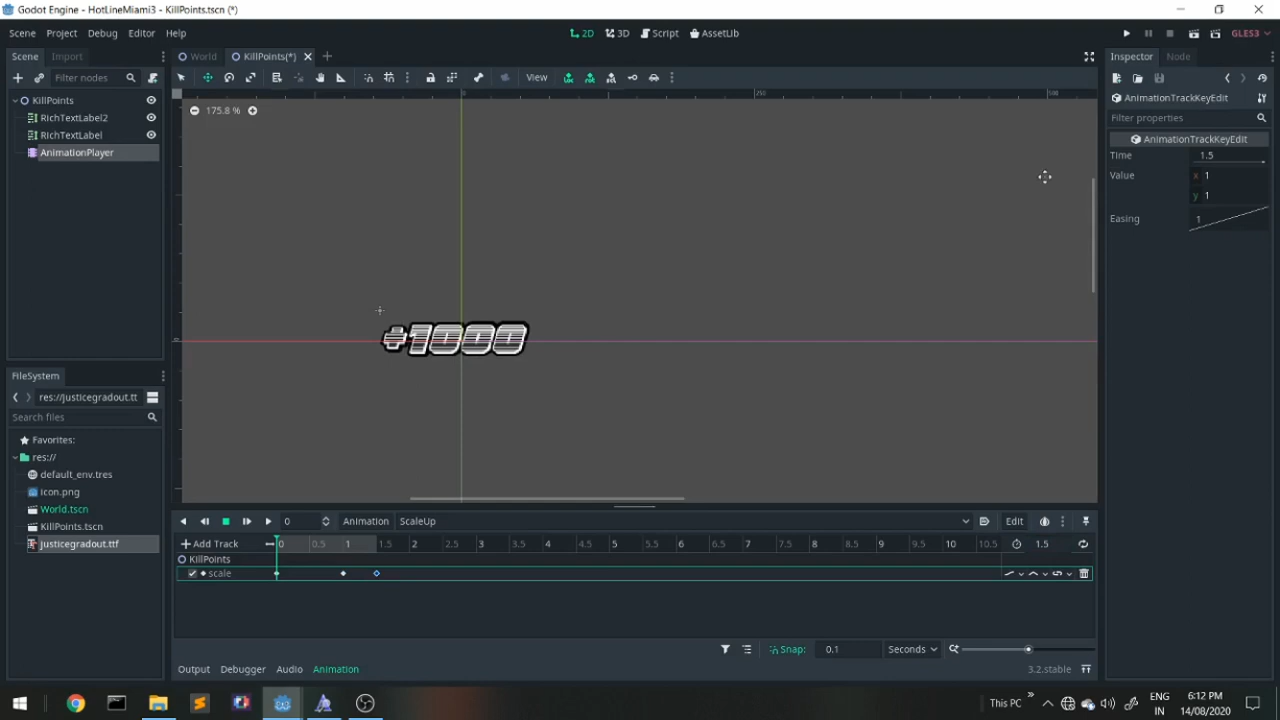 Godot Engine - HotLineMiami3 - KillPoints.tscn (*)
Scene Project Debug Editor Help
2D 3D Script AssetLib
GLES3
Scene Import
World KillPoints(*)
Inspector Node
Filter nodes
View
KillPoints
AnimationTrackKeyEdit
175.8 %
RichTextLabel2
Filter properties
RichTextLabel
AnimationTrackKeyEdit
AnimationPlayer
Time 1.5
Value x 1
y 1
Easing 1
0 250 500
+1000
FileSystem
res://justicegradout.tt
Search files
Favorites:
res://
default_env.tres
icon.png
World.tscn
KillPoints.tscn
justicegradout.ttf
0 Animation ScaleUp Edit
Add Track 0 0.5 1 1.5 2 2.5 3 3.5 4 4.5 5 5.5 6 6.5 7 7.5 8 8.5 9 9.5 10 10.5 1.5
KillPoints
scale
Snap: 0.1 Seconds
Output Debugger Audio Animation
3.2.stable
This PC
ENG
IN
6:12 PM
14/08/2020